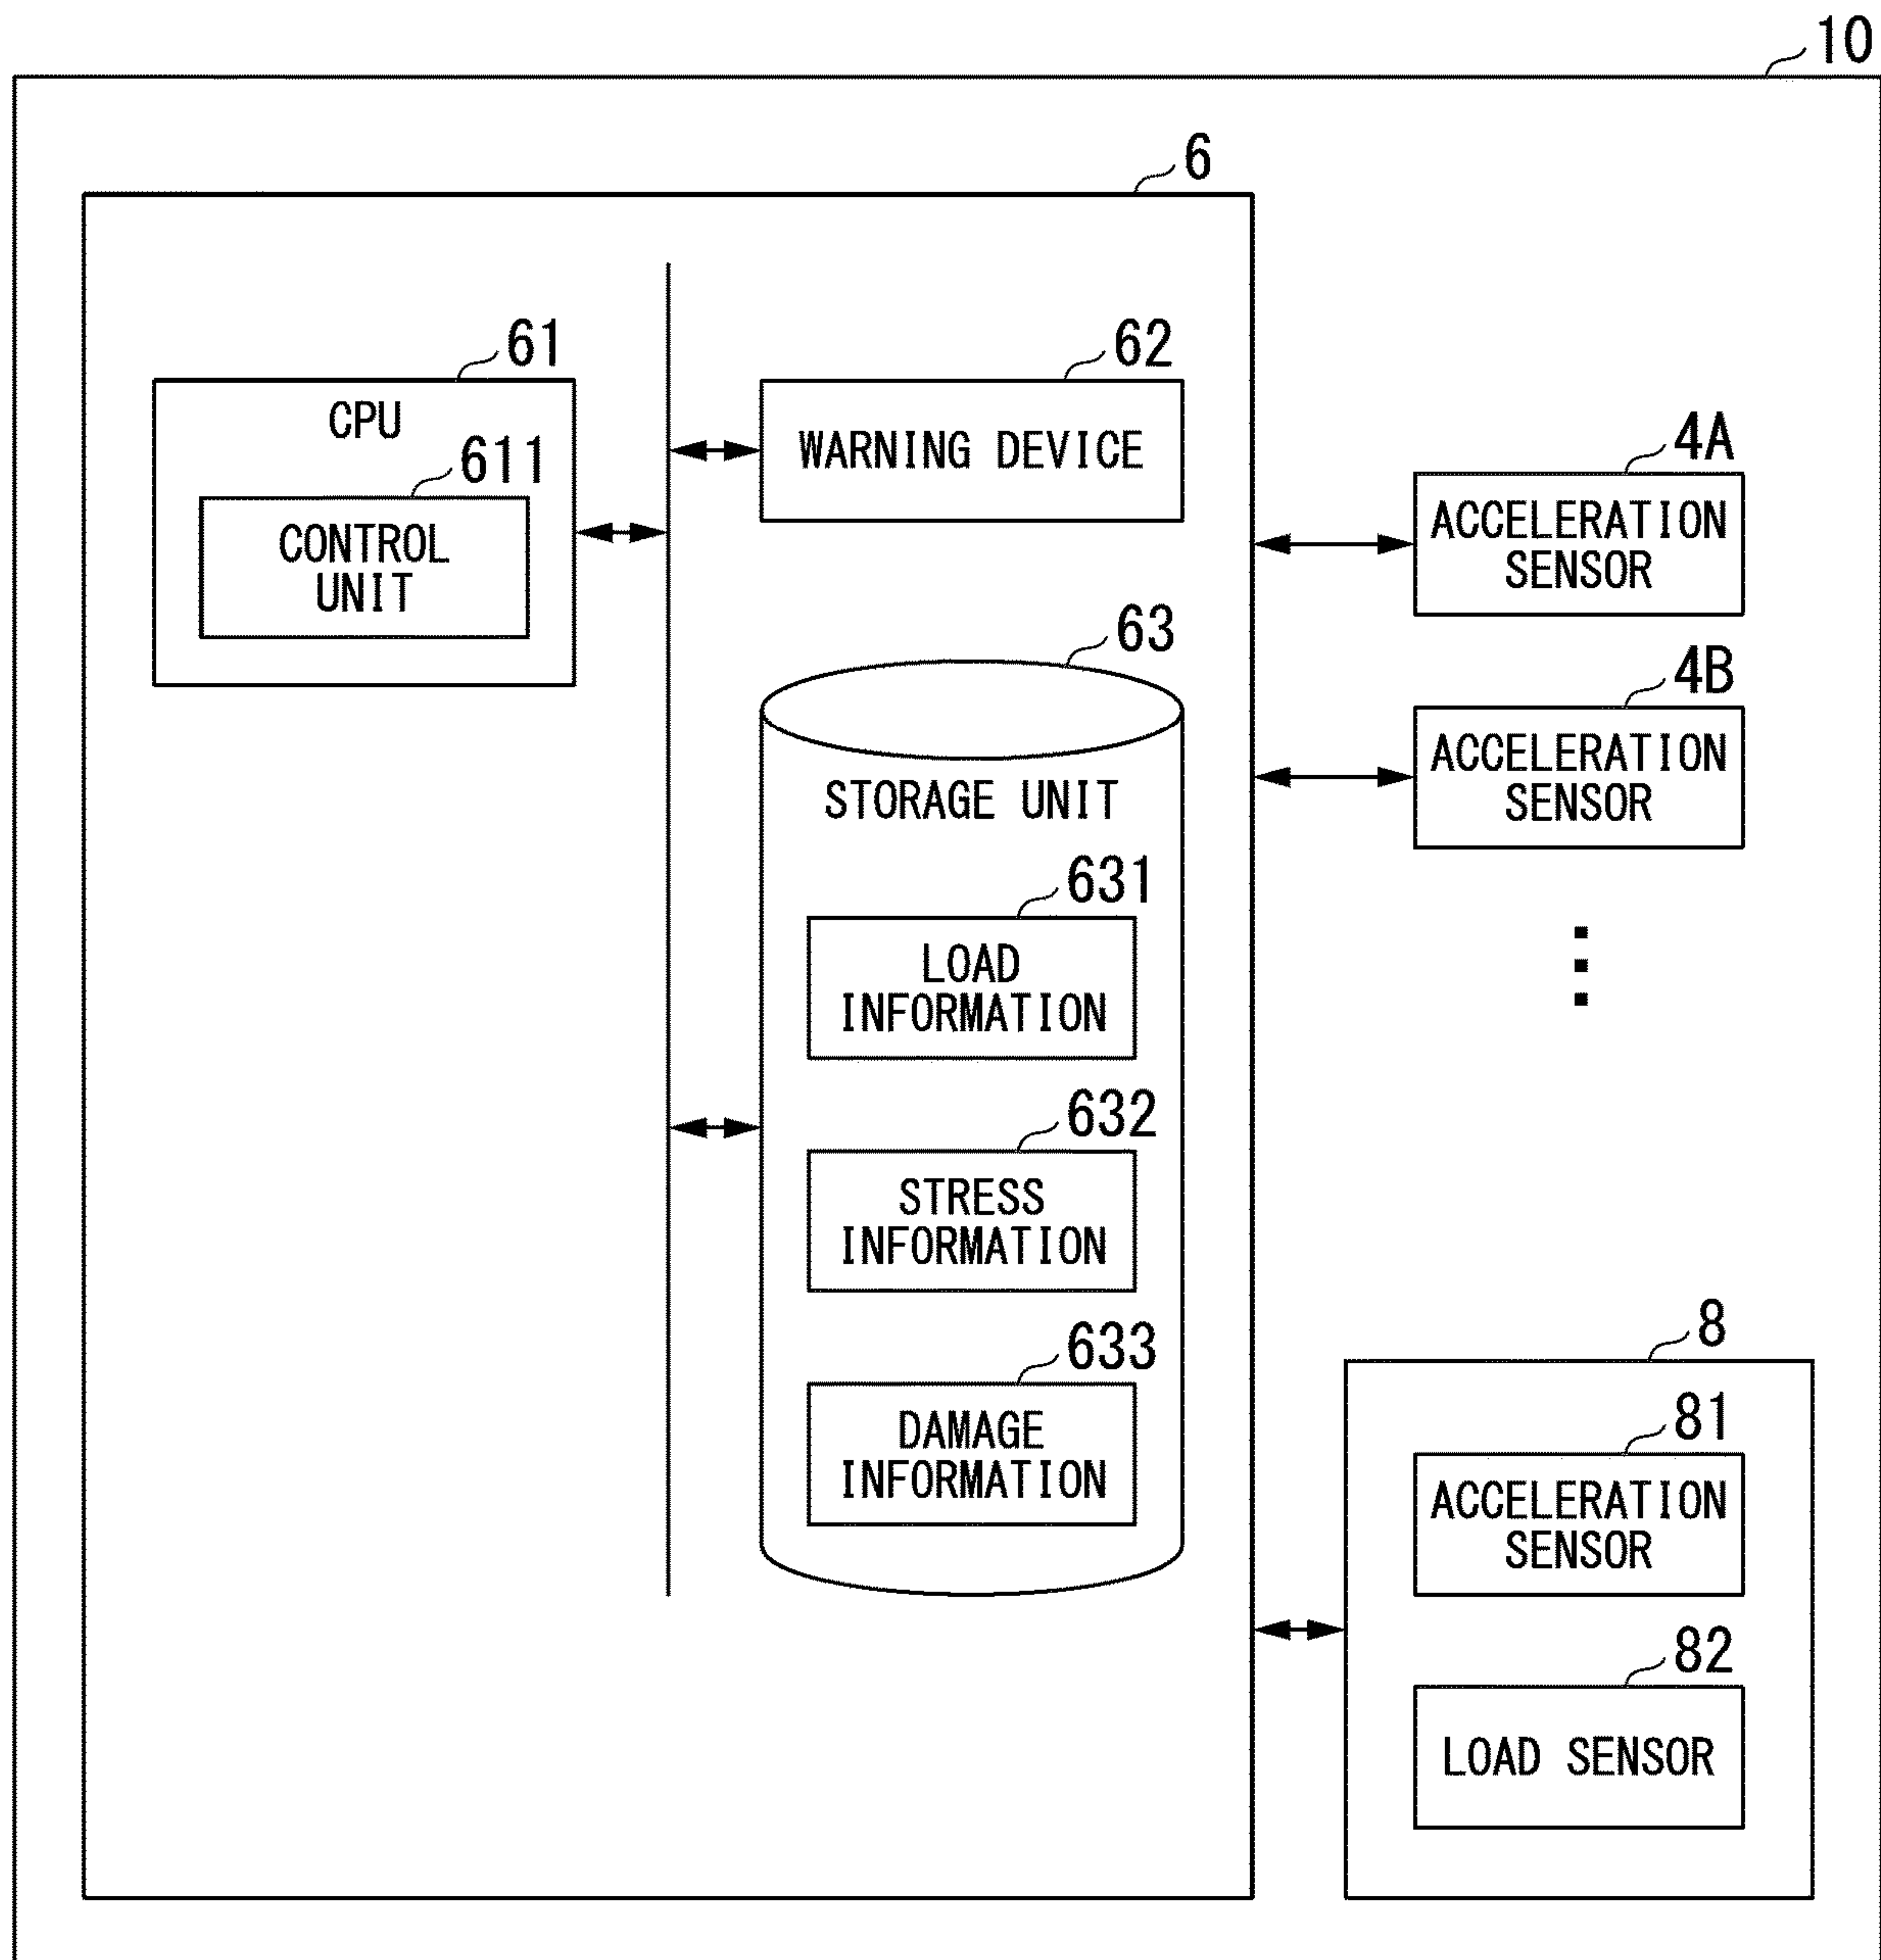 10
6
61
CPU
611
CONTROL
UNIT
62
WARNING DEVICE
63
STORAGE UNIT
631
LOAD
INFORMATION
632
STRESS
INFORMATION
633
DAMAGE
INFORMATION
4A
ACCELERATION
SENSOR
4B
ACCELERATION
SENSOR
8
81
ACCELERATION
SENSOR
82
LOAD SENSOR